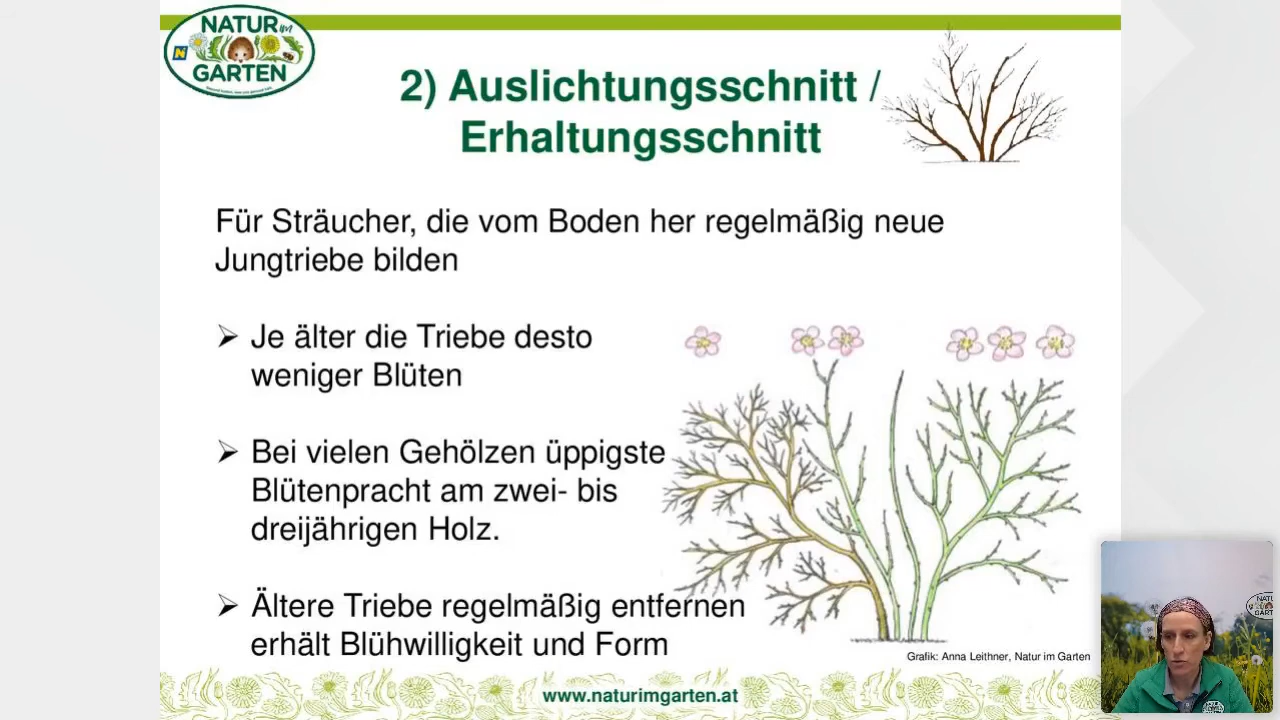 NATUR im
GARTEN
2) Auslichtungsschnitt /
Erhaltungsschnitt
Für Sträucher, die vom Boden her regelmäßig neue
Jungtriebe bilden
➢ Je älter die Triebe desto
weniger Blüten
➢ Bei vielen Gehölzen üppigste
Blütenpracht am zwei- bis
dreijährigen Holz.
➢ Ältere Triebe regelmäßig entfernen
erhält Blühwilligkeit und Form
Grafik: Anna Leithner, Natur im Garten
www.naturimgarten.at